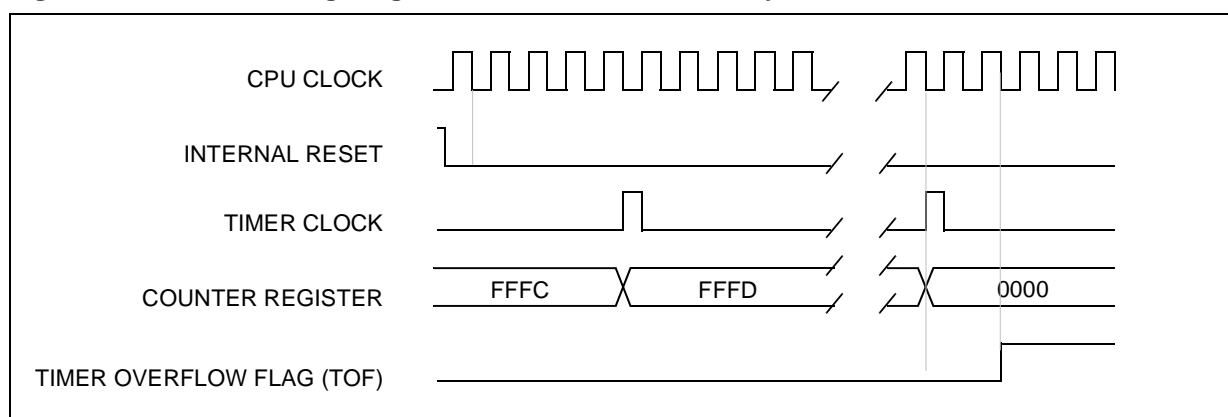 CPU CLOCK
INTERNAL RESET
TIMER CLOCK
COUNTER REGISTER
FFFC
FFFD
0000
TIMER OVERFLOW FLAG (TOF)